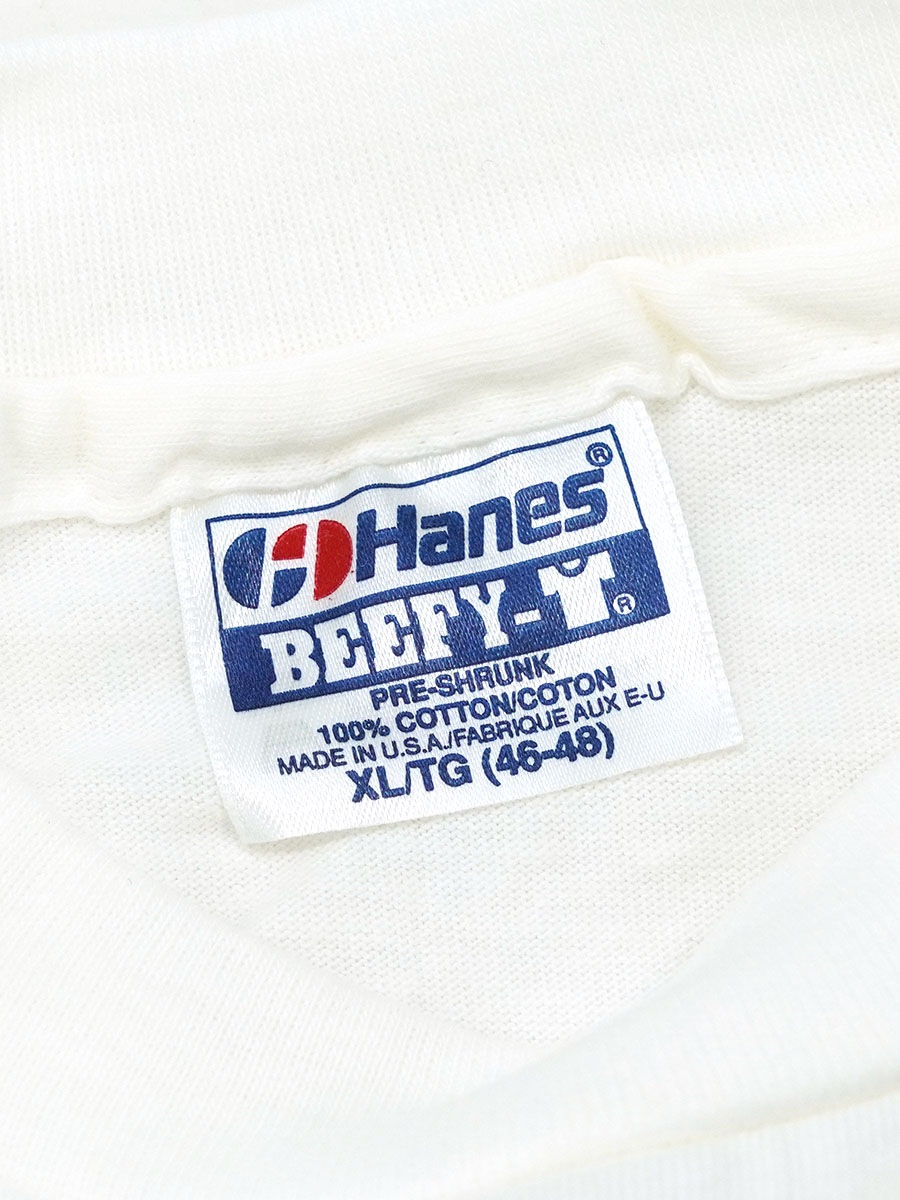 Hanes®
BEEFY-T®
PRE-SHRUNK
100% COTTON/COTON
MADE IN U.S.A./FABRIQUE AUX E-U
XL/TG (46-48)